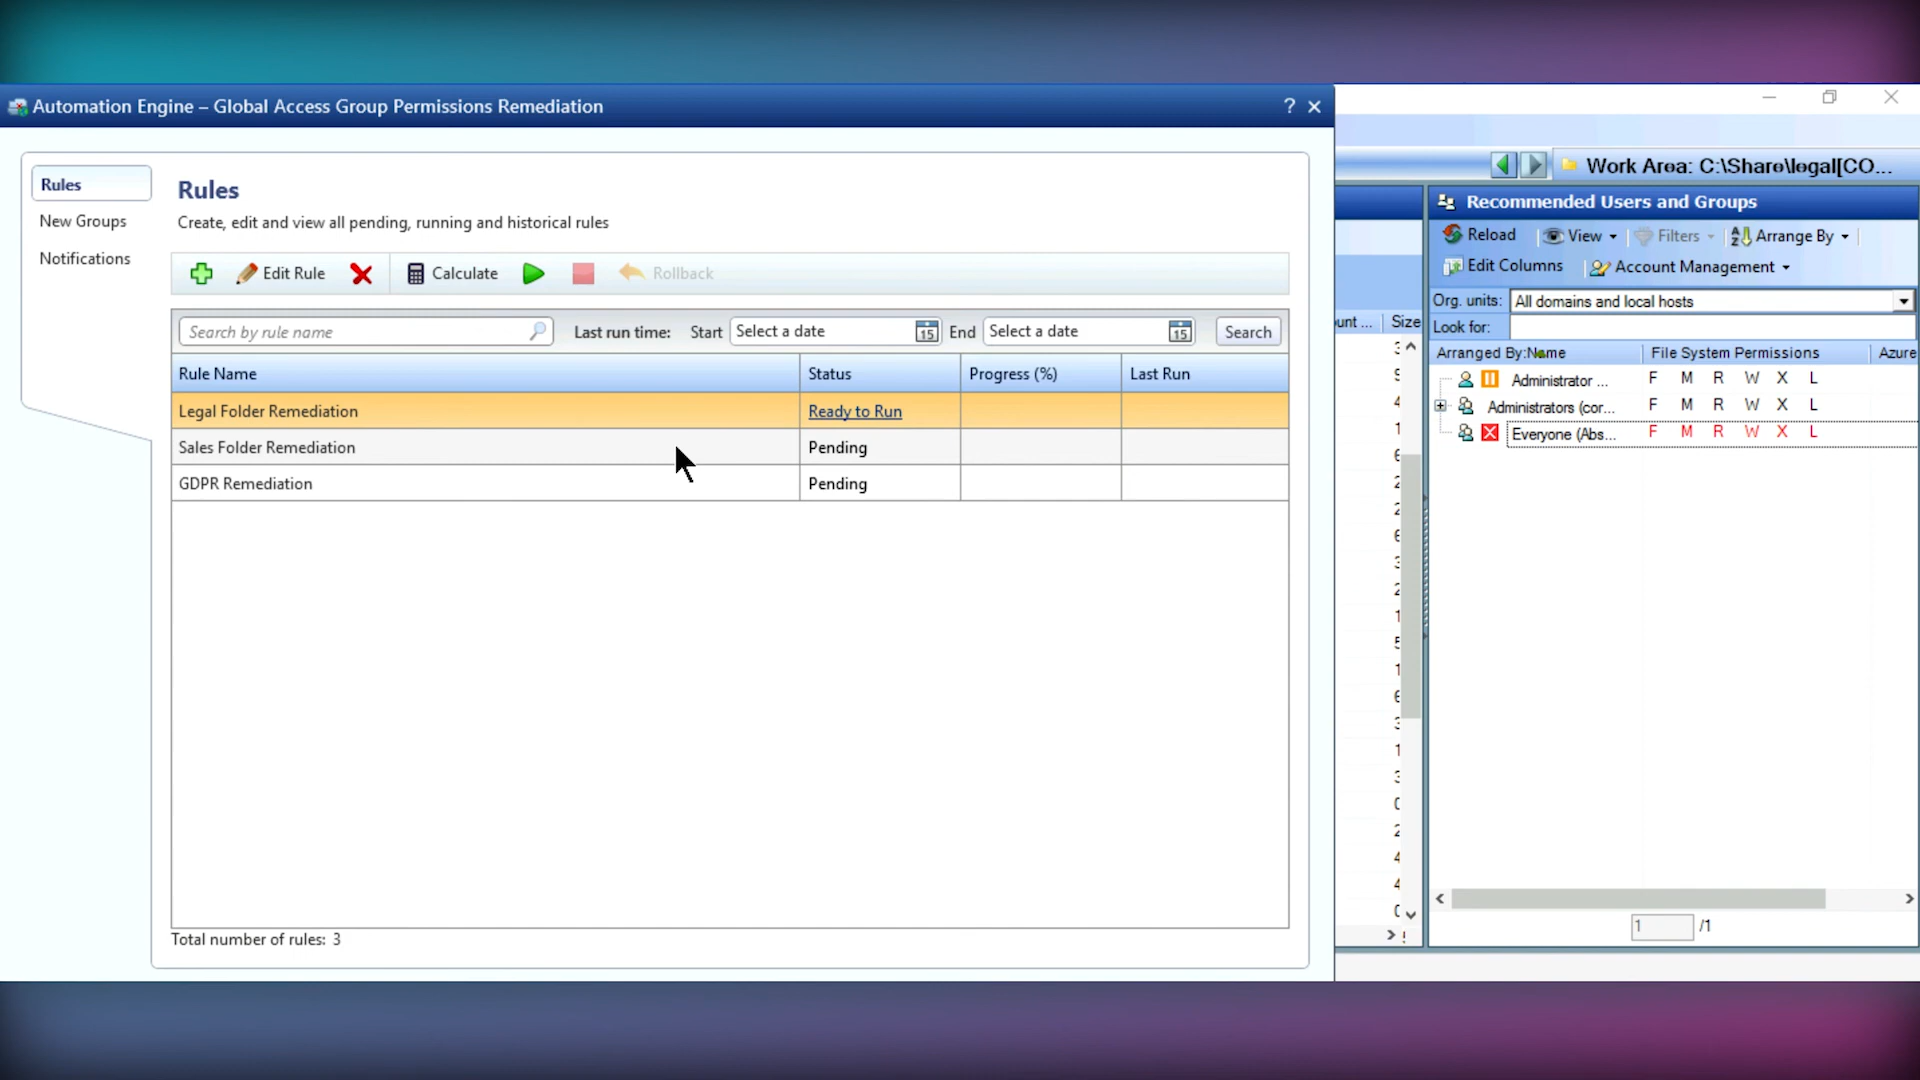 Automation Engine – Global Access Group Permissions Remediation
?
Rules
New Groups
Notifications
Rules
Create, edit and view all pending, running and historical rules
Edit Rule
Calculate
Rollback
Search by rule name
Last run time: Start Select a date 15 End Select a date 15 Search
Rule Name Status Progress (%) Last Run
Legal Folder Remediation Ready to Run
Sales Folder Remediation Pending
GDPR Remediation Pending
Total number of rules: 3
Work Area: C:\Share\legal[CO...
Recommended Users and Groups
Reload View Filters Arrange By
Edit Columns Account Management
Org. units: All domains and local hosts
Look for:
Arranged By:Name File System Permissions Azure
Administrator ... F M R W X L
Administrators (cor... F M R W X L
Everyone (Abs... F M R W X L
1 /1
unt ... Size